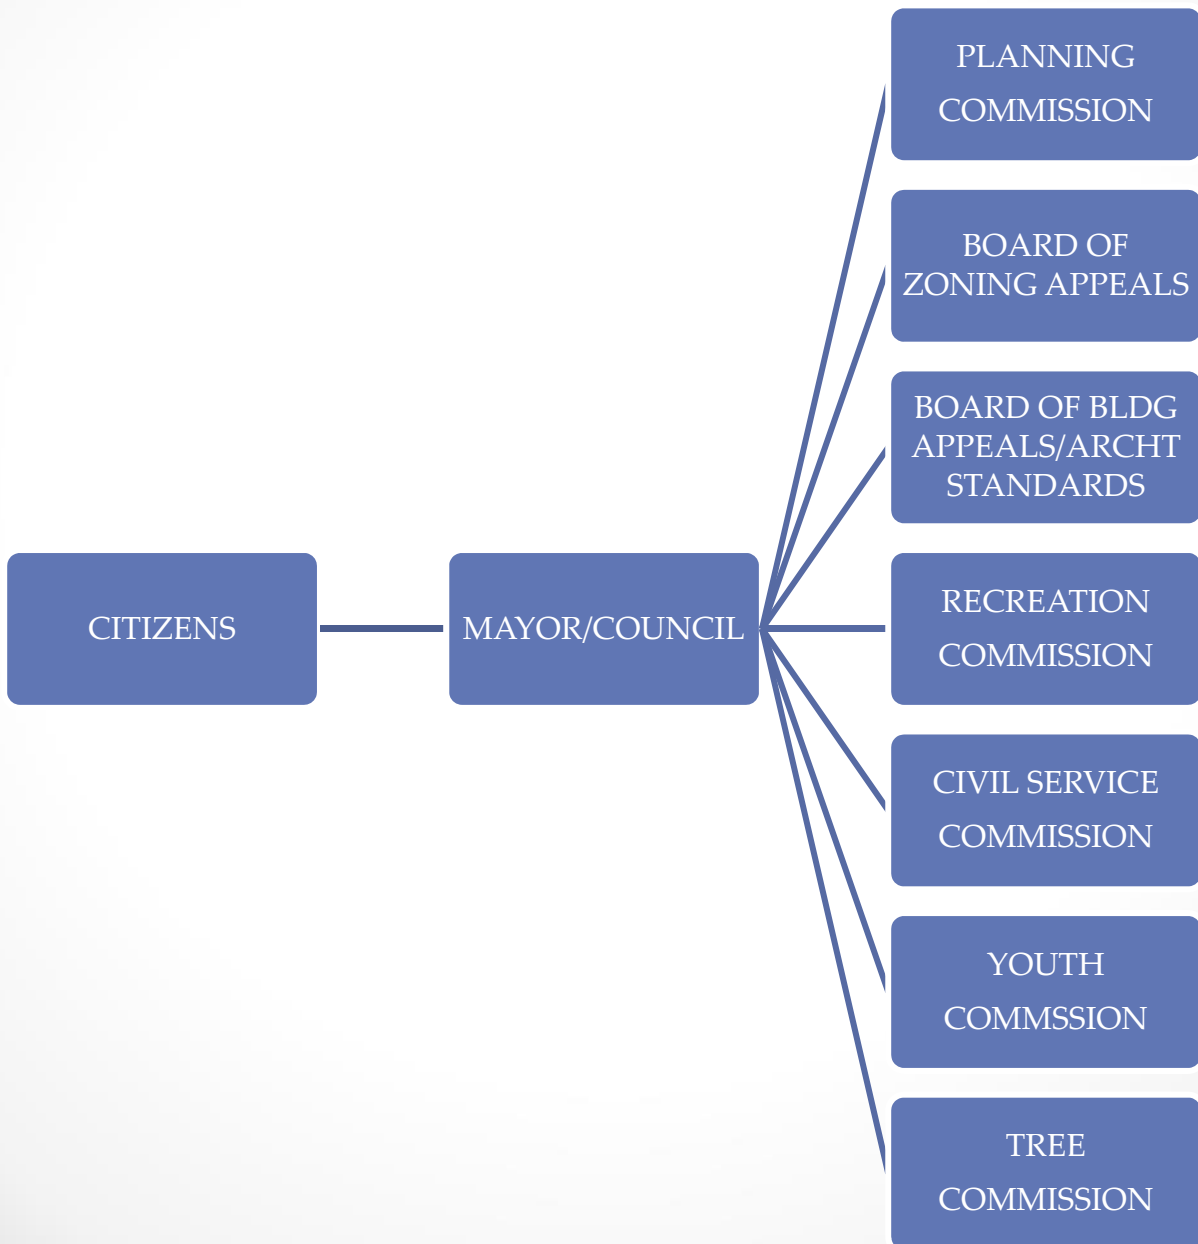 PLANNING
COMMISSION
BOARD OF
ZONING APPEALS
BOARD OF BLDG
APPEALS/ARCHT
STANDARDS
CITIZENS
MAYOR/COUNCIL
RECREATION
COMMISSION
CIVIL SERVICE
COMMISSION
YOUTH
COMMSSION
TREE
COMMISSION